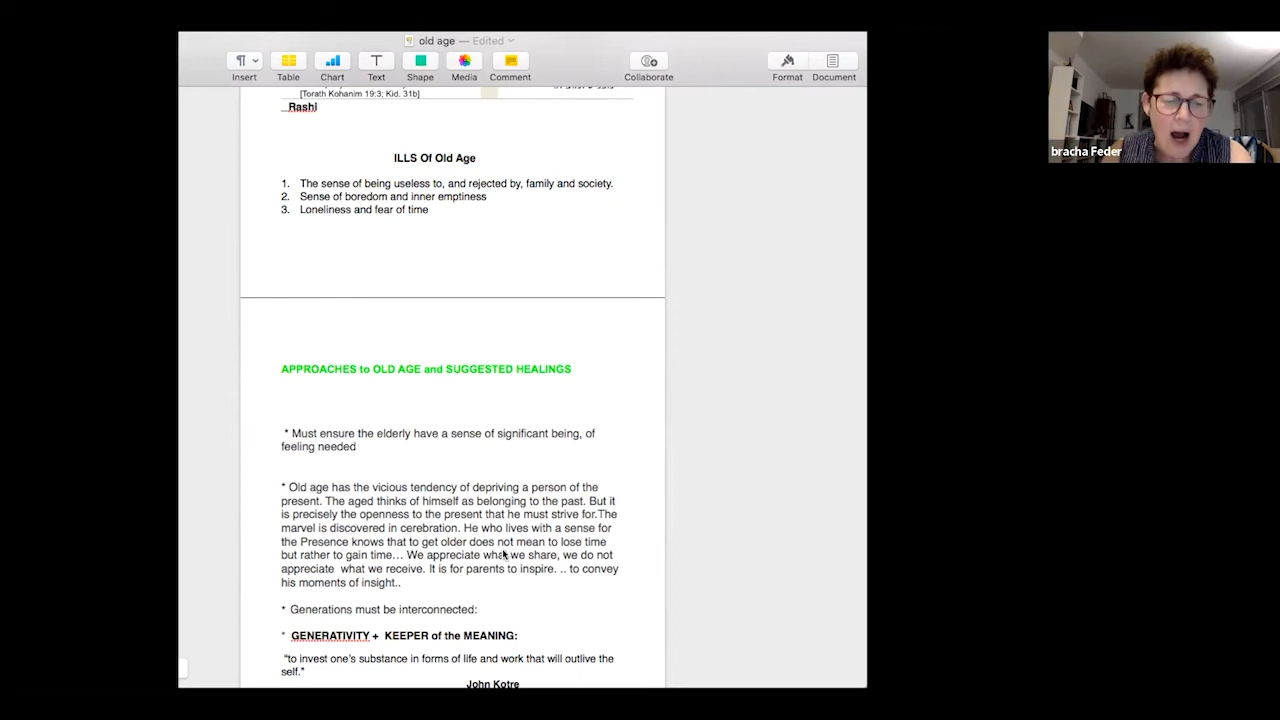 old age — Edited
Insert Table Chart Text Shape Media Comment Collaborate Format Document
[Torath Kohanim 19:3; Kid. 31b]
Rashi
ILLS Of Old Age
1. The sense of being useless to, and rejected by, family and society.
2. Sense of boredom and inner emptiness
3. Loneliness and fear of time
APPROACHES to OLD AGE and SUGGESTED HEALINGS
* Must ensure the elderly have a sense of significant being, of
feeling needed
* Old age has the vicious tendency of depriving a person of the
present. The aged thinks of himself as belonging to the past. But it
is precisely the openness to the present that he must strive for.The
marvel is discovered in cerebration. He who lives with a sense for
the Presence knows that to get older does not mean to lose time
but rather to gain time… We appreciate what we share, we do not
appreciate what we receive. It is for parents to inspire. .. to convey
his moments of insight..
* Generations must be interconnected:
* GENERATIVITY + KEEPER of the MEANING:
“to invest one’s substance in forms of life and work that will outlive the
self.”
John Kotre
bracha Feder